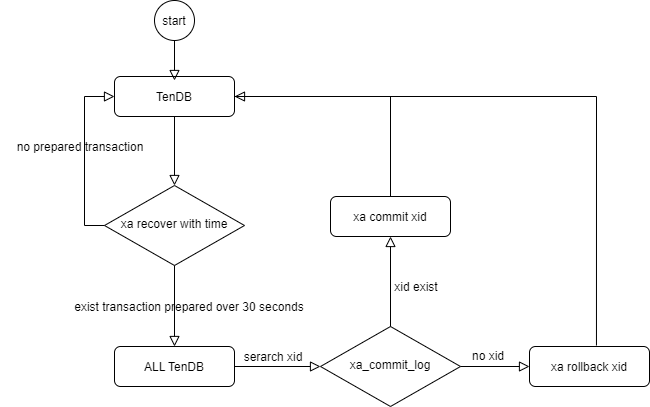 start
TenDB
no prepared transaction
xa recover with time
xa commit xid
xid exist
exist transaction prepared over 30 seconds
ALL TenDB
serarch xid
xa_commit_log
no xid
xa rollback xid